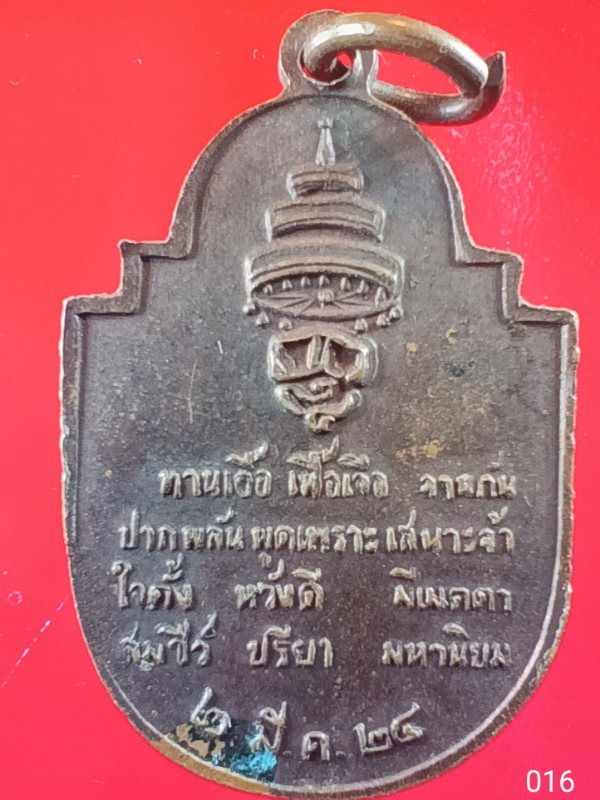 ทานเอื้อ เฟื้อเจือ จานกัน
ปากพลัน พูดเพราะ เสนาะจ้า
ใจตั้ง หวังดี มีเมตตา
สมชีวี ปรียา มหานิยม
๒ มี.ค. ๒๔
016